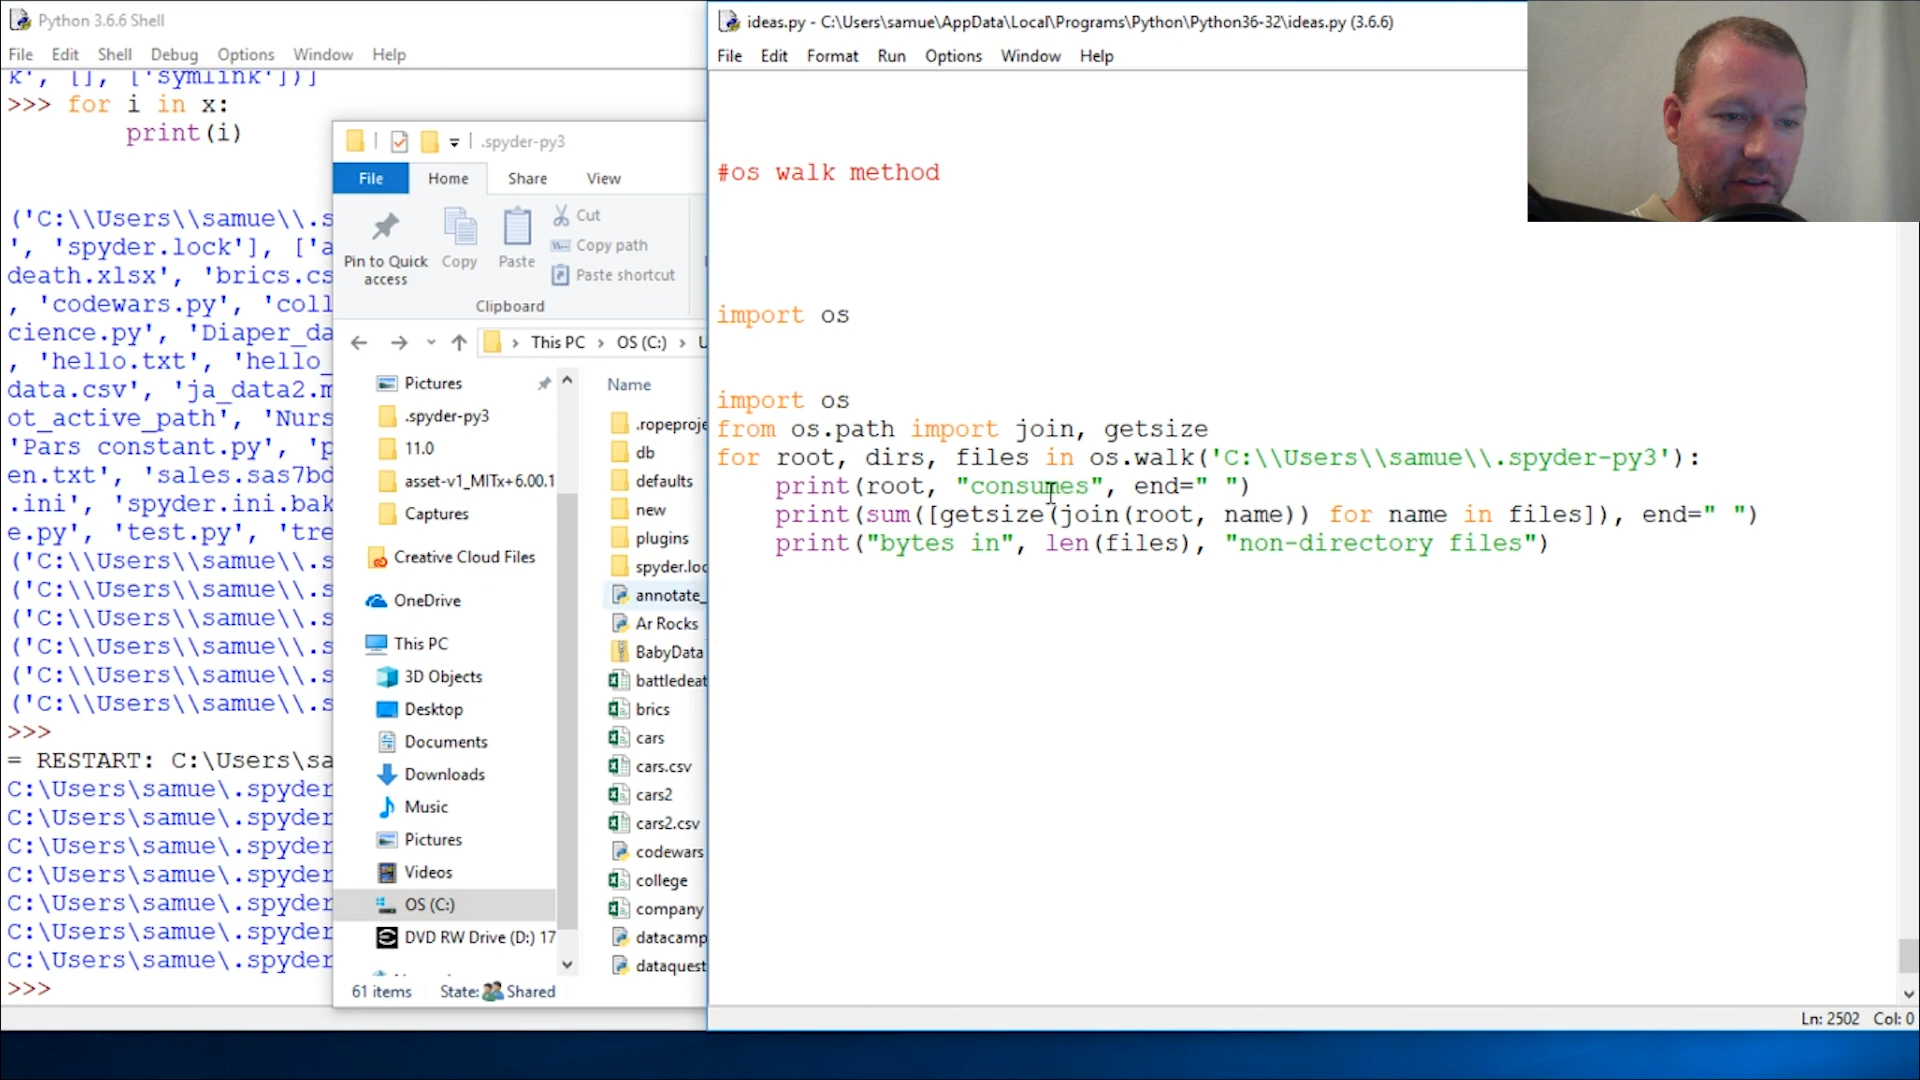 Python 3.6.6 Shell
File Edit Shell Debug Options Window Help
k', [], ['symlink'])]
>>> for i in x:
print(i)
('C:\\Users\\samue\\.s
', 'spyder.lock'], ['a
death.xlsx', 'brics.cs
, 'codewars.py', 'coll
cience.py', 'Diaper_da
, 'hello.txt', 'hello_
data.csv', 'ja_data2.m
ot_active_path', 'Nurs
'Pars constant.py', 'p
en.txt', 'sales.sas7bd
.ini', 'spyder.ini.bak
e.py', 'test.py', 'tre
('C:\\Users\\samue\\.s
('C:\\Users\\samue\\.s
('C:\\Users\\samue\\.s
('C:\\Users\\samue\\.s
('C:\\Users\\samue\\.s
('C:\\Users\\samue\\.s
>>>
= RESTART: C:\Users\sa
C:\Users\samue\.spyder
C:\Users\samue\.spyder
C:\Users\samue\.spyder
C:\Users\samue\.spyder
C:\Users\samue\.spyder
C:\Users\samue\.spyder
C:\Users\samue\.spyder
>>>
.spyder-py3
File Home Share View
Pin to Quick access
Copy
Paste
Cut
Copy path
Paste shortcut
Clipboard
This PC > OS (C:) > U
Pictures
.spyder-py3
11.0
asset-v1_MITx+6.00.1
Captures
Creative Cloud Files
OneDrive
This PC
3D Objects
Desktop
Documents
Downloads
Music
Pictures
Videos
OS (C:)
DVD RW Drive (D:) 17
Name
.ropeproje
db
defaults
new
plugins
spyder.loc
annotate_
Ar Rocks
BabyData
battledeat
brics
cars
cars.csv
cars2
cars2.csv
codewars
college
company
datacamp
dataquest
61 items State: Shared
ideas.py - C:\Users\samue\AppData\Local\Programs\Python\Python36-32\ideas.py (3.6.6)
File Edit Format Run Options Window Help
#os walk method
import os
import os
from os.path import join, getsize
for root, dirs, files in os.walk('C:\\Users\\samue\\.spyder-py3'):
print(root, "consumes", end=" ")
print(sum([getsize(join(root, name)) for name in files]), end=" ")
print("bytes in", len(files), "non-directory files")
Ln: 2502 Col: 0